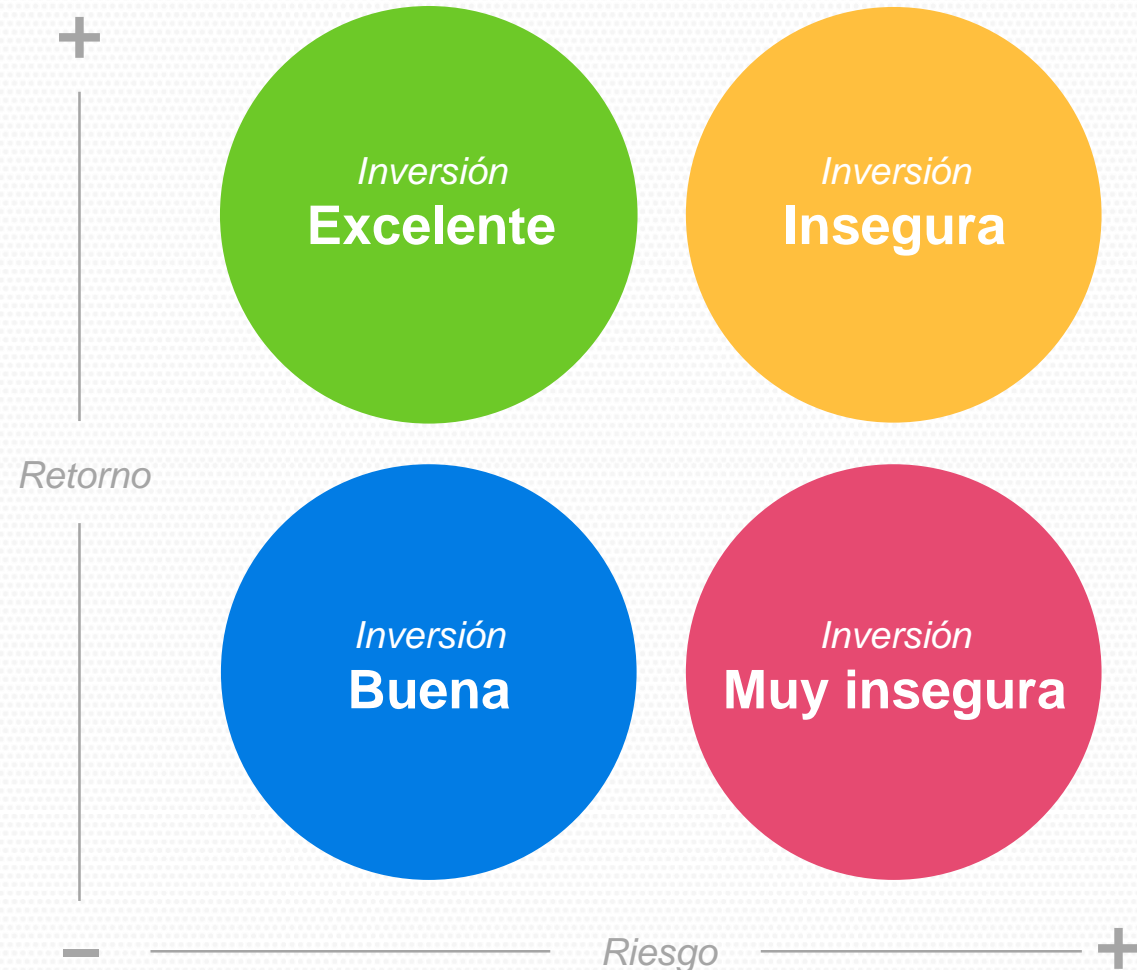 +
Inversión
Excelente
Inversión
Insegura
Retorno
Inversión
Buena
Inversión
Muy insegura
– Riesgo +